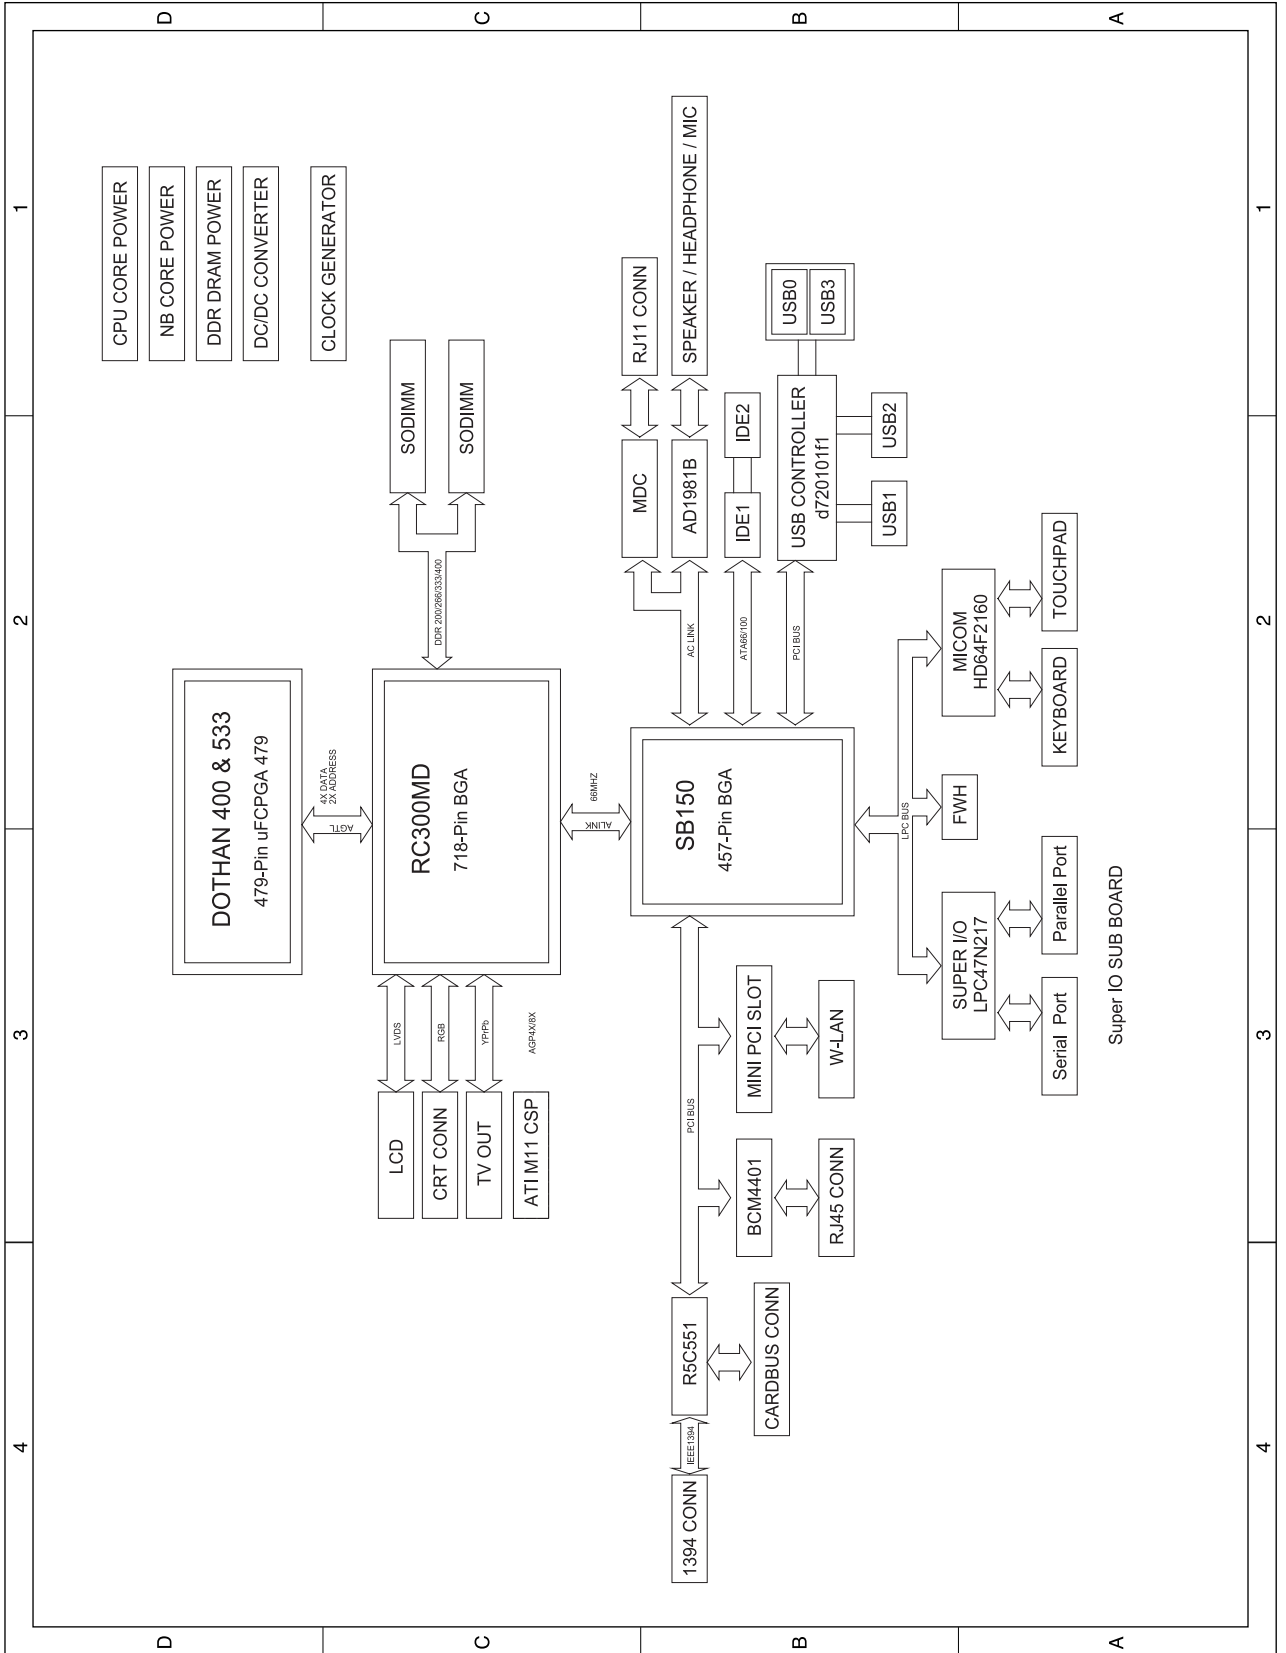 4
3
2
1
D
D
CPU CORE POWER
NB CORE POWER
DDR DRAM POWER
DC/DC CONVERTER
CLOCK GENERATOR
DOTHAN 400 & 533
479-Pin uFCPGA 479
AGTL
4X DATA
2X ADDRESS
C
C
LCD
LVDS
CRT CONN
RGB
TV OUT
YPrPb
ATI M11 CSP
AGP4X/8X
RC300MD
718-Pin BGA
DDR 200/266/333/400
SODIMM
SODIMM
ALINK
66MHZ
MDC
RJ11 CONN
1394 CONN
IEEE1394
R5C551
PCI BUS
SB150
457-Pin BGA
AC LINK
AD1981B
SPEAKER / HEADPHONE / MIC
CARDBUS CONN
BCM4401
MINI PCI SLOT
ATA66/100
IDE1
IDE2
B
B
RJ45 CONN
W-LAN
PCI BUS
USB CONTROLLER
d720101f1
USB0
USB3
USB1
USB2
LPC BUS
SUPER I/O
LPC47N217
FWH
MICOM
HD64F2160
Serial Port
Parallel Port
KEYBOARD
TOUCHPAD
A
A
Super IO SUB BOARD
4
3
2
1